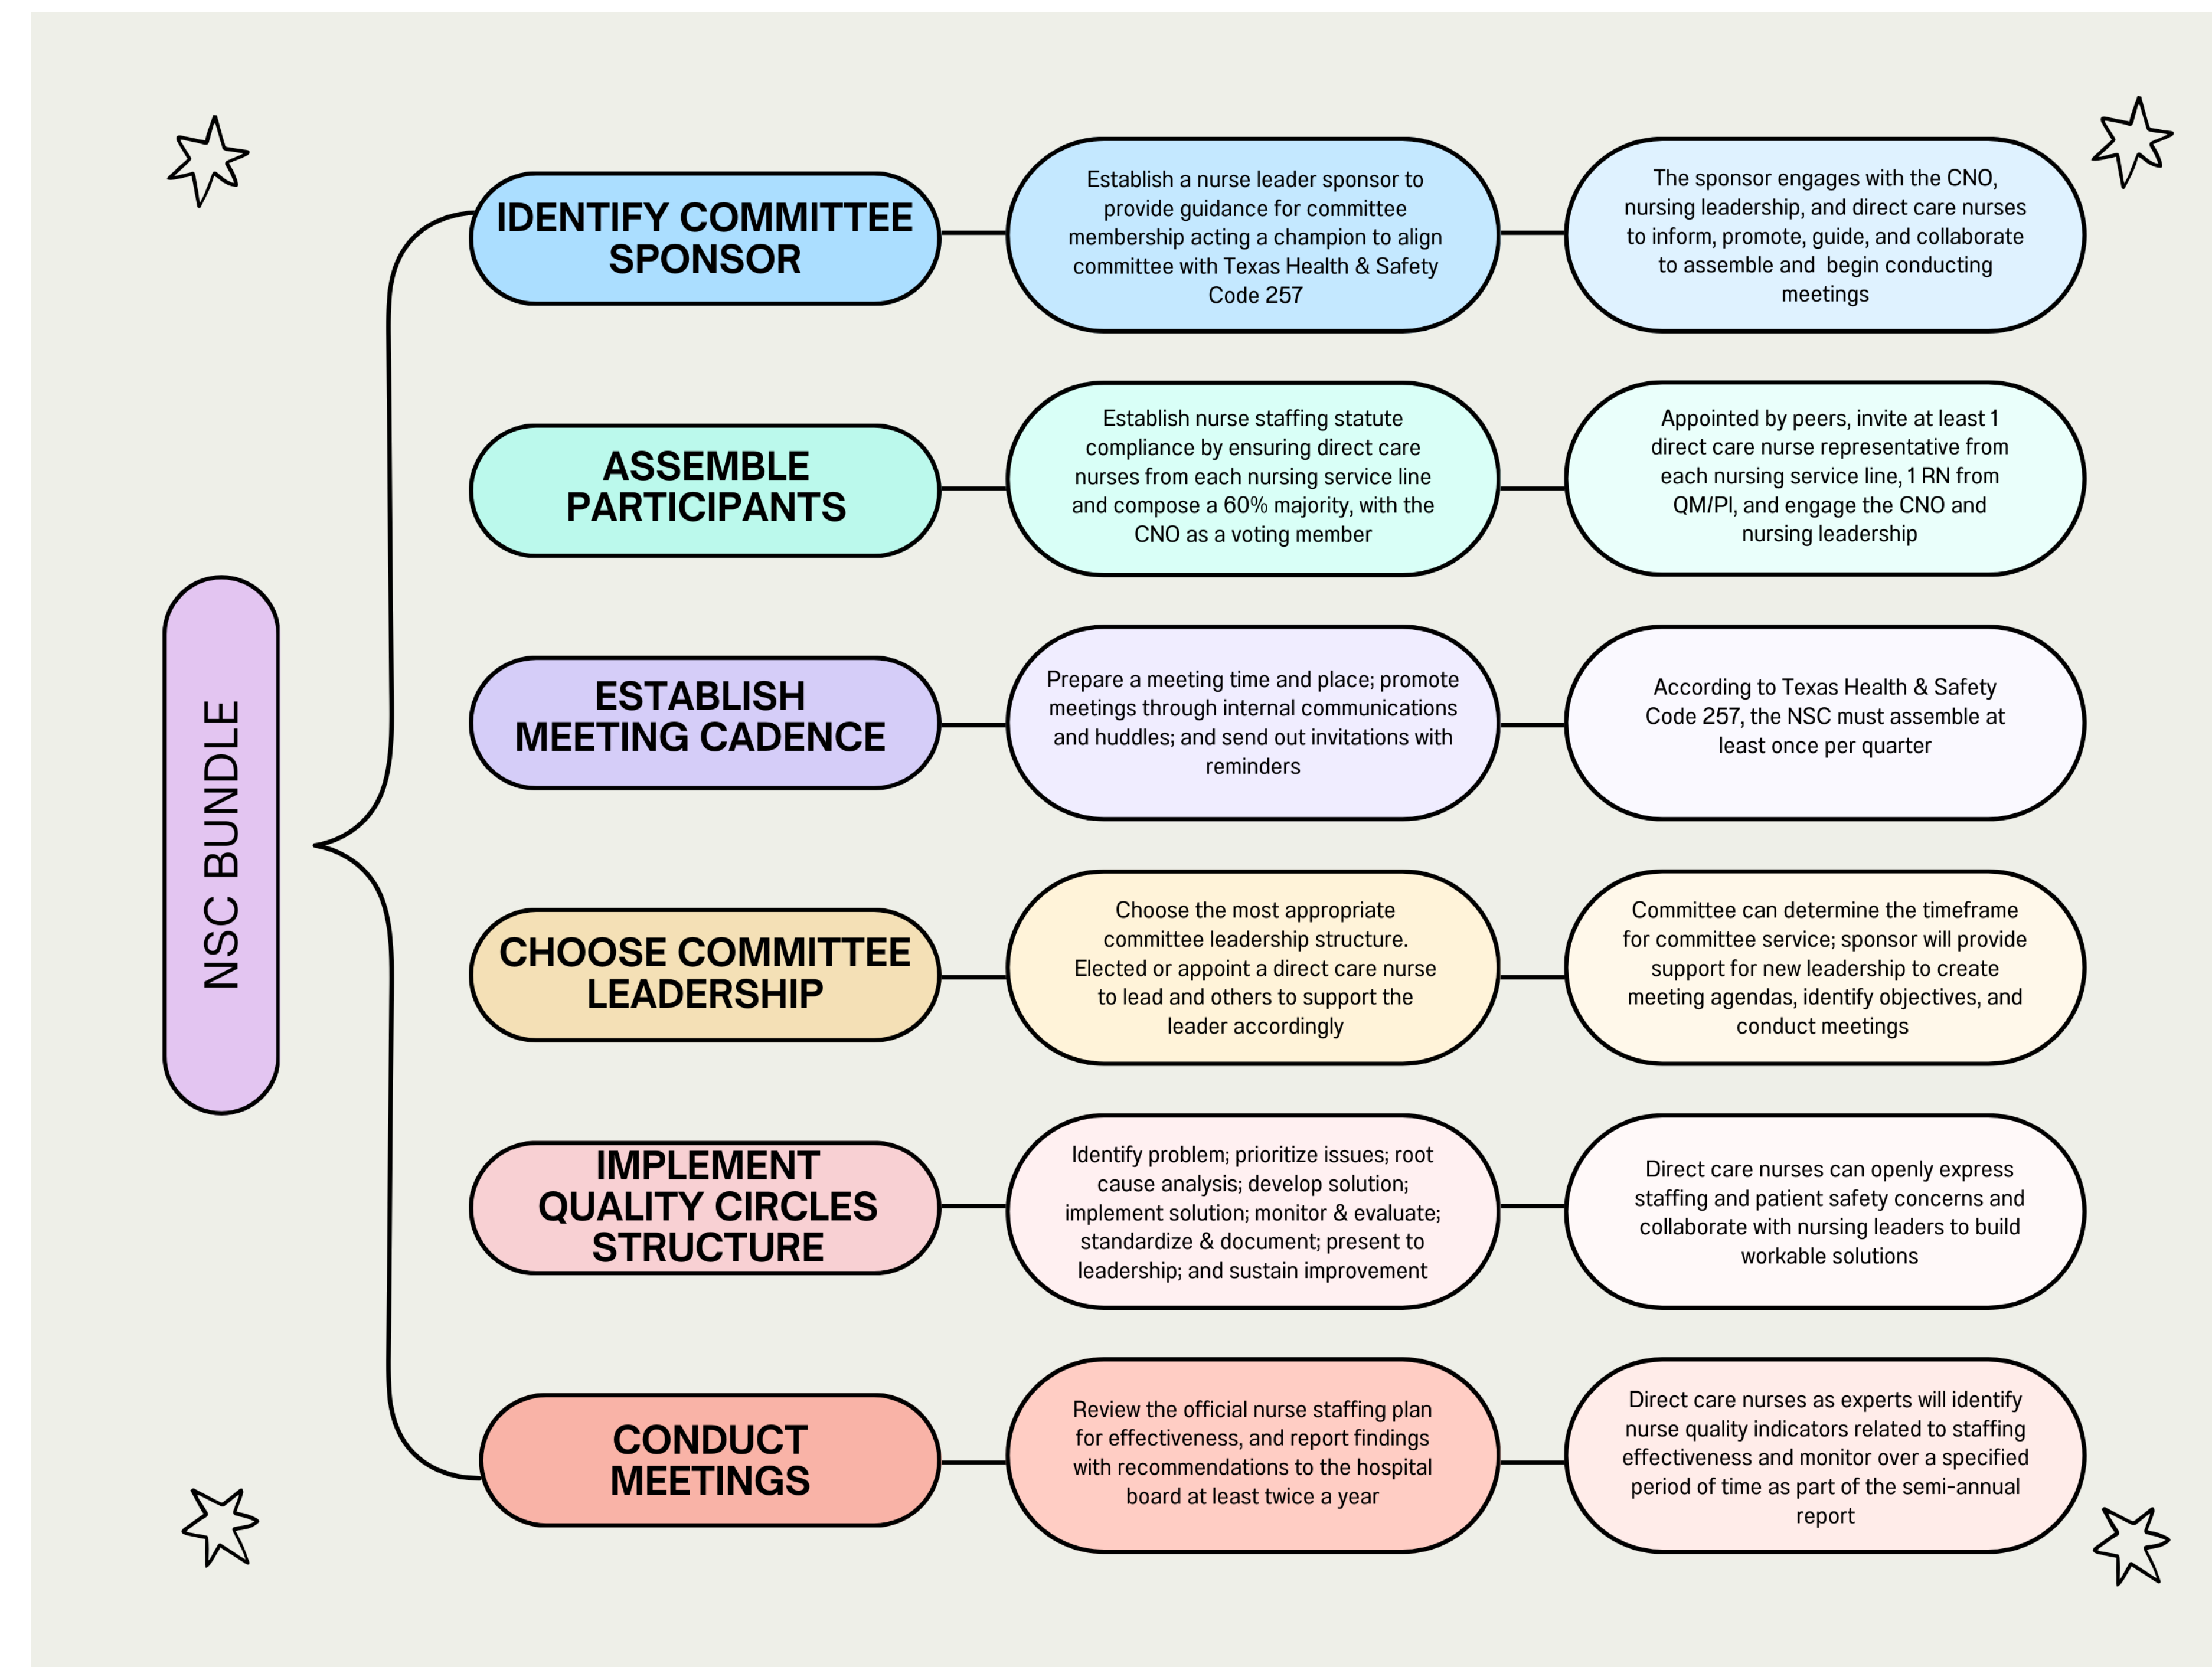 NSC BUNDLE
IDENTIFY COMMITTEE
SPONSOR
Establish a nurse leader sponsor to
provide guidance for committee
membership acting a champion to align
committee with Texas Health & Safety
Code 257
The sponsor engages with the CNO,
nursing leadership, and direct care nurses
to inform, promote, guide, and collaborate
to assemble and  begin conducting
meetings
ASSEMBLE
PARTICIPANTS
Establish nurse staffing statute
compliance by ensuring direct care
nurses from each nursing service line
and compose a 60% majority, with the
CNO as a voting member
Appointed by peers, invite at least 1
direct care nurse representative from
each nursing service line, 1 RN from
QM/PI, and engage the CNO and
nursing leadership
ESTABLISH
MEETING CADENCE
Prepare a meeting time and place; promote
meetings through internal communications
and huddles; and send out invitations with
reminders
According to Texas Health & Safety
Code 257, the NSC must assemble at
least once per quarter
CHOOSE COMMITTEE
LEADERSHIP
Choose the most appropriate
committee leadership structure.
Elected or appoint a direct care nurse
to lead and others to support the
leader accordingly
Committee can determine the timeframe
for committee service; sponsor will provide
support for new leadership to create
meeting agendas, identify objectives, and
conduct meetings
IMPLEMENT
QUALITY CIRCLES
STRUCTURE
Identify problem; prioritize issues; root
cause analysis; develop solution;
implement solution; monitor & evaluate;
standardize & document; present to
leadership; and sustain improvement
Direct care nurses can openly express
staffing and patient safety concerns and
collaborate with nursing leaders to build
workable solutions
CONDUCT
MEETINGS
Review the official nurse staffing plan
for effectiveness, and report findings
with recommendations to the hospital
board at least twice a year
Direct care nurses as experts will identify
nurse quality indicators related to staffing
effectiveness and monitor over a specified
period of time as part of the semi-annual
report